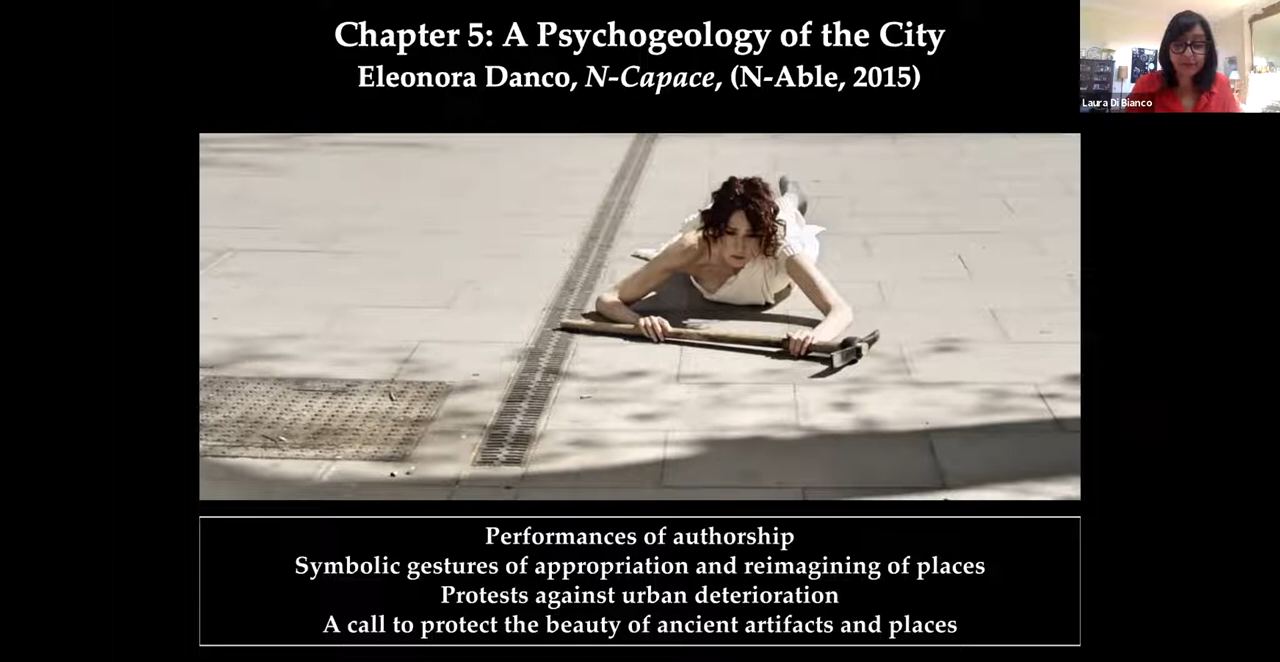 Chapter 5: A Psychogeology of the City
Eleonora Danco, N-Capace, (N-Able, 2015)
Laura Di Bianco
Performances of authorship
Symbolic gestures of appropriation and reimagining of places
Protests against urban deterioration
A call to protect the beauty of ancient artifacts and places